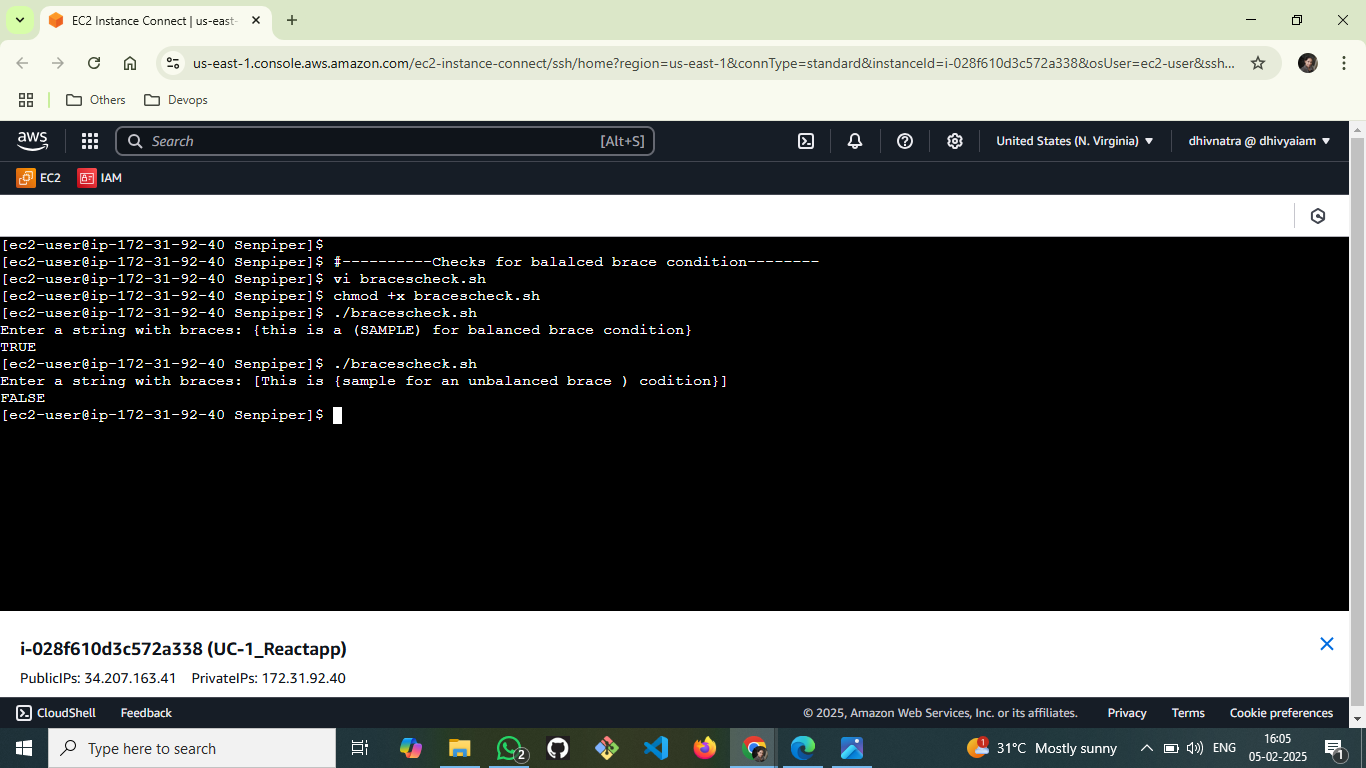 EC2 Instance Connect | us-east-
us-east-1.console.aws.amazon.com/ec2-instance-connect/ssh/home?region=us-east-1&connType=standard&instanceId=i-028f610d3c572a338&osUser=ec2-user&ssh...
Others Devops
aws Search [Alt+S] United States (N. Virginia) dhivnatra @ dhivyaiam
EC2 IAM
[ec2-user@ip-172-31-92-40 Senpiper]$
[ec2-user@ip-172-31-92-40 Senpiper]$ #----------Checks for balalced brace condition--------
[ec2-user@ip-172-31-92-40 Senpiper]$ vi bracescheck.sh
[ec2-user@ip-172-31-92-40 Senpiper]$ chmod +x bracescheck.sh
[ec2-user@ip-172-31-92-40 Senpiper]$ ./bracescheck.sh
Enter a string with braces: {this is a (SAMPLE) for balanced brace condition}
TRUE
[ec2-user@ip-172-31-92-40 Senpiper]$ ./bracescheck.sh
Enter a string with braces: [This is {sample for an unbalanced brace ) codition}]
FALSE
[ec2-user@ip-172-31-92-40 Senpiper]$
i-028f610d3c572a338 (UC-1_Reactapp)
PublicIPs: 34.207.163.41 PrivateIPs: 172.31.92.40
CloudShell Feedback © 2025, Amazon Web Services, Inc. or its affiliates. Privacy Terms Cookie preferences
Type here to search 2 1 31°C Mostly sunny ENG 16:05 1
05-02-2025